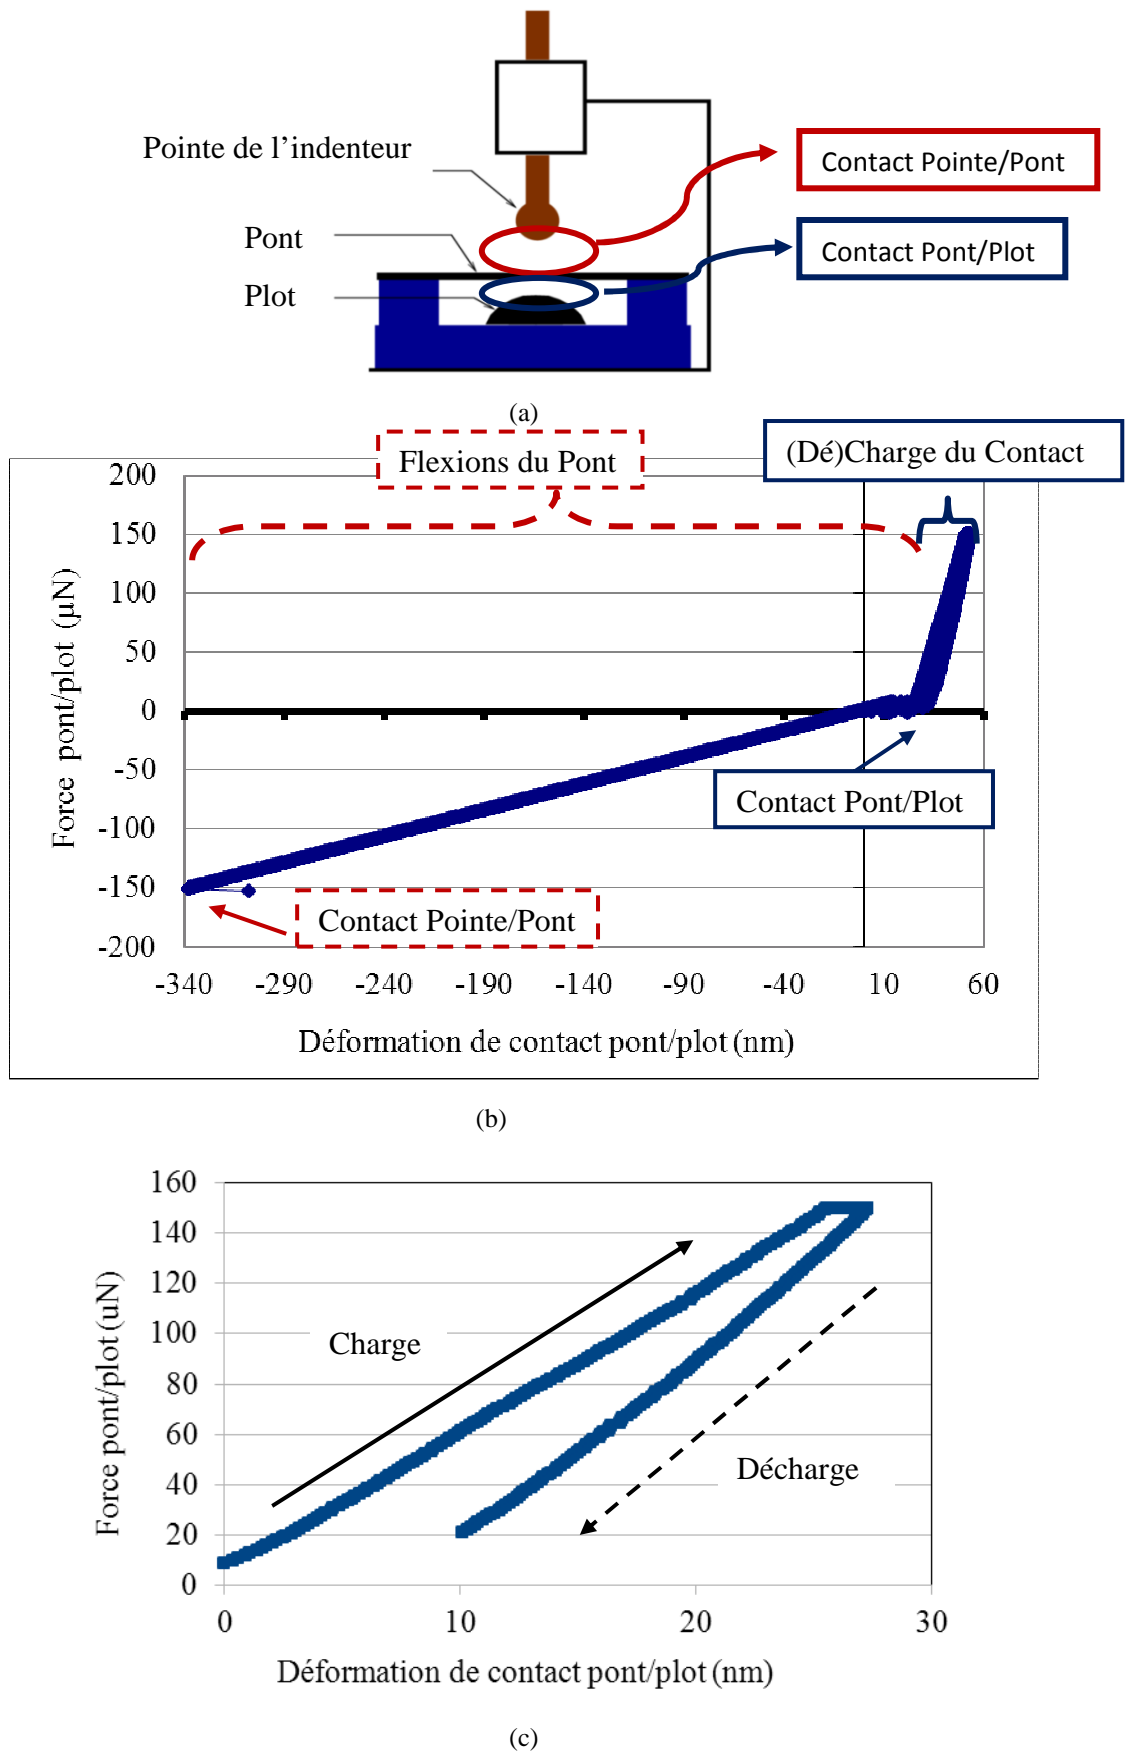 Pointe de l’indenteur
Contact Pointe/Pont
Pont
Contact Pont/Plot
Plot
(a)
(Dé)Charge du Contact
Flexions du Pont
200
150
100
50
0
-50
-100
-150
-200
Force pont/plot (µN)
Contact Pont/Plot
Contact Pointe/Pont
-340 -290 -240 -190 -140 -90 -40 10 60
Déformation de contact pont/plot (nm)
(b)
160
140
120
100
80
60
40
20
0
Force pont/plot (uN)
Charge
Décharge
0 10 20 30
Déformation de contact pont/plot (nm)
(c)